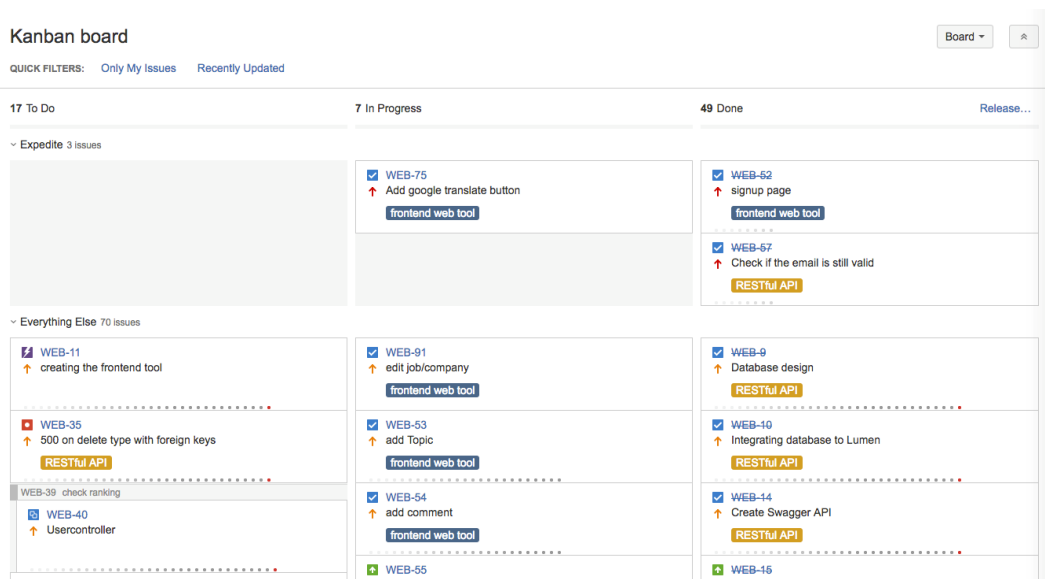 Kanban board
Board
QUICK FILTERS: Only My Issues Recently Updated
17 To Do
7 In Progress
49 Done
Release...
Expedite 3 issues
WEB-75
Add google translate button
frontend web tool
WEB-52
signup page
frontend web tool
WEB-57
Check if the email is still valid
RESTful API
Everything Else 70 issues
WEB-11
creating the frontend tool
WEB-35
500 on delete type with foreign keys
RESTful API
WEB-39 check ranking
WEB-40
Usercontroller
WEB-91
edit job/company
frontend web tool
WEB-53
add Topic
frontend web tool
WEB-54
add comment
frontend web tool
WEB-55
WEB-9
Database design
RESTful API
WEB-10
Integrating database to Lumen
RESTful API
WEB-14
Create Swagger API
RESTful API
WEB-15